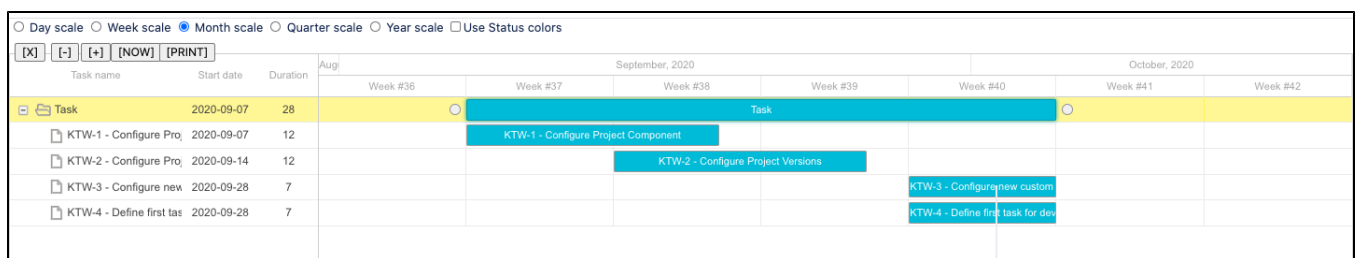 Day scale Week scale Month scale Quarter scale Year scale Use Status colors
[X] [-] [+] [NOW] [PRINT]
Task name Start date Duration Aug September, 2020 October, 2020
Week #36 Week #37 Week #38 Week #39 Week #40 Week #41 Week #42
Task 2020-09-07 28 Task
KTW-1 - Configure Proj 2020-09-07 12 KTW-1 - Configure Project Component
KTW-2 - Configure Proj 2020-09-14 12 KTW-2 - Configure Project Versions
KTW-3 - Configure new 2020-09-28 7 KTW-3 - Configure new custom
KTW-4 - Define first tas 2020-09-28 7 KTW-4 - Define first task for dev